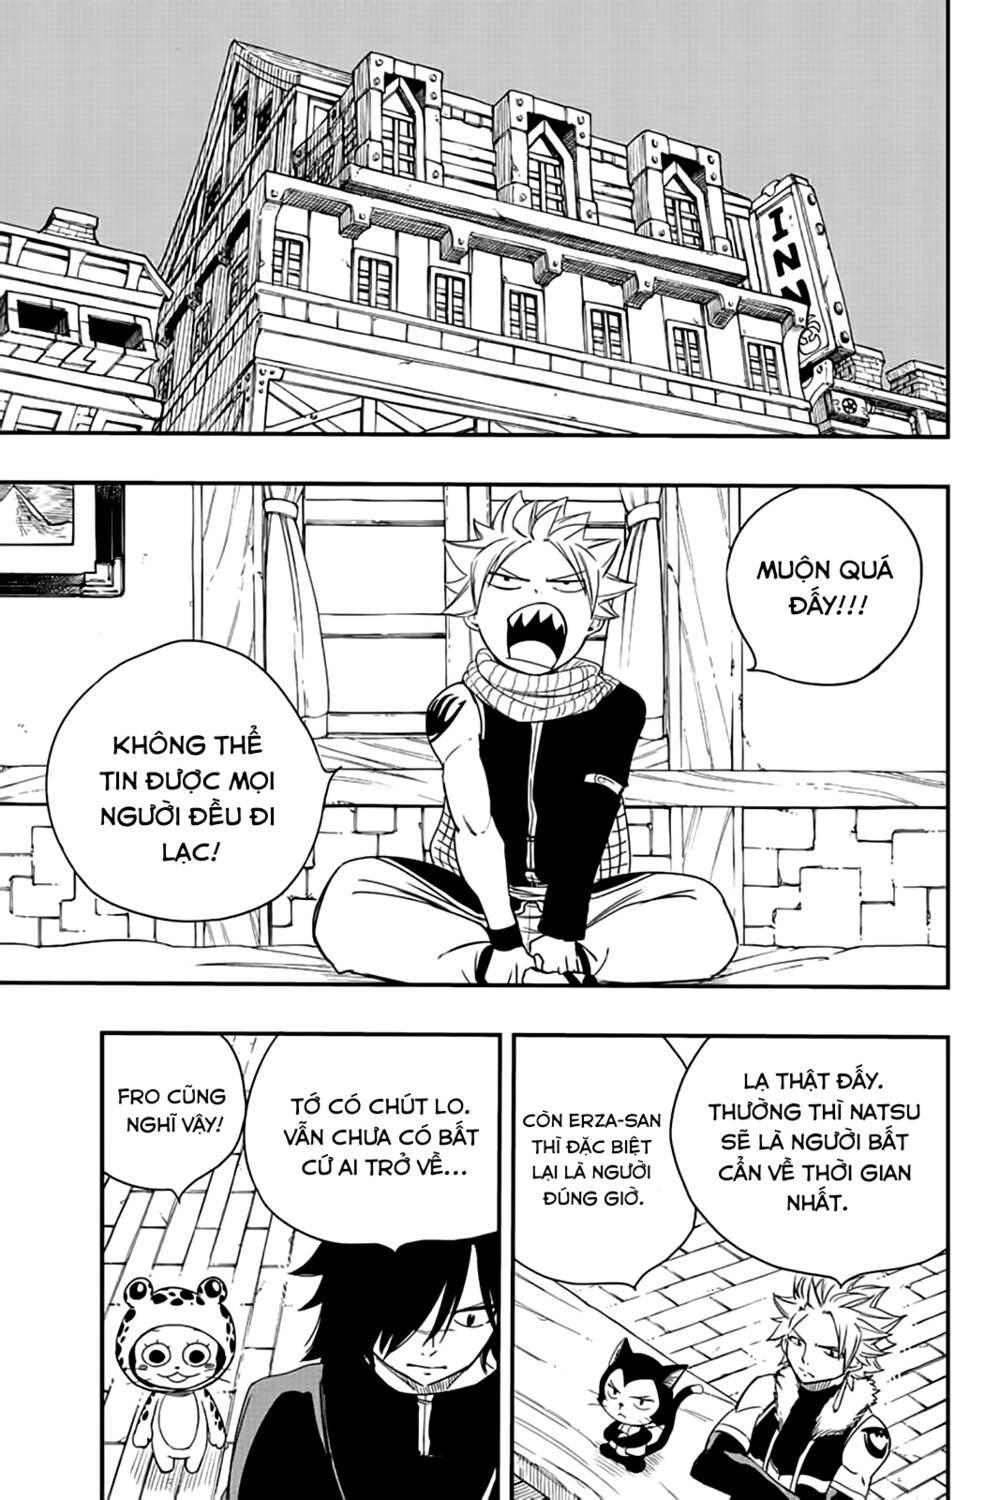 INN
MUỘN QUÁ
ĐẤY!!!
KHÔNG THỂ
TIN ĐƯỢC MỌI
NGƯỜI ĐỀU ĐI
LẠC!
LẠ THẬT ĐẤY.
THƯỜNG THÌ NATSU
SẼ LÀ NGƯỜI BẤT
CẨN VỀ THỜI GIAN
NHẤT.
CÒN ERZA-SAN
THÌ ĐẶC BIỆT
LẠI LÀ NGƯỜI
ĐÚNG GIỜ.
TỚ CÓ CHÚT LO.
VẪN CHƯA CÓ BẤT
CỨ AI TRỞ VỀ...
FRO CŨNG
NGHĨ VẬY!